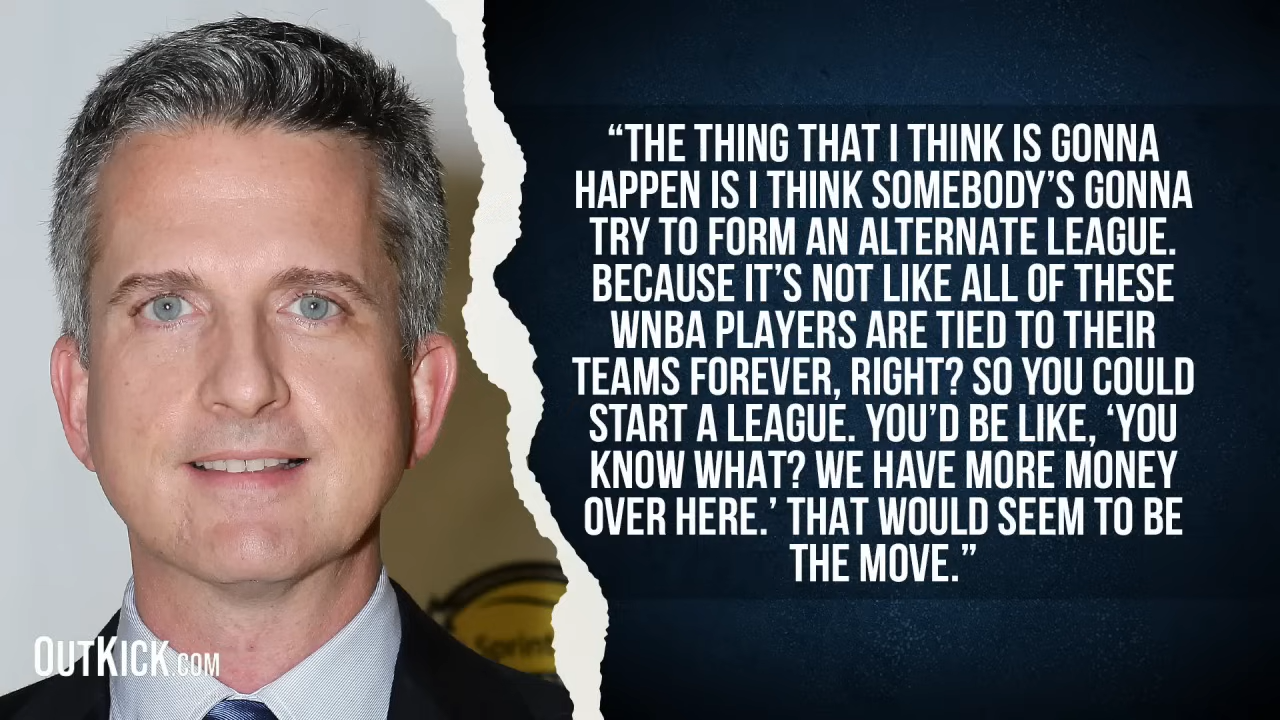 “THE THING THAT I THINK IS GONNA
HAPPEN IS I THINK SOMEBODY’S GONNA
TRY TO FORM AN ALTERNATE LEAGUE.
BECAUSE IT’S NOT LIKE ALL OF THESE
WNBA PLAYERS ARE TIED TO THEIR
TEAMS FOREVER, RIGHT? SO YOU COULD
START A LEAGUE. YOU’D BE LIKE, ‘YOU
KNOW WHAT? WE HAVE MORE MONEY
OVER HERE.’ THAT WOULD SEEM TO BE
THE MOVE.”
Sprint
OUTKICK.COM